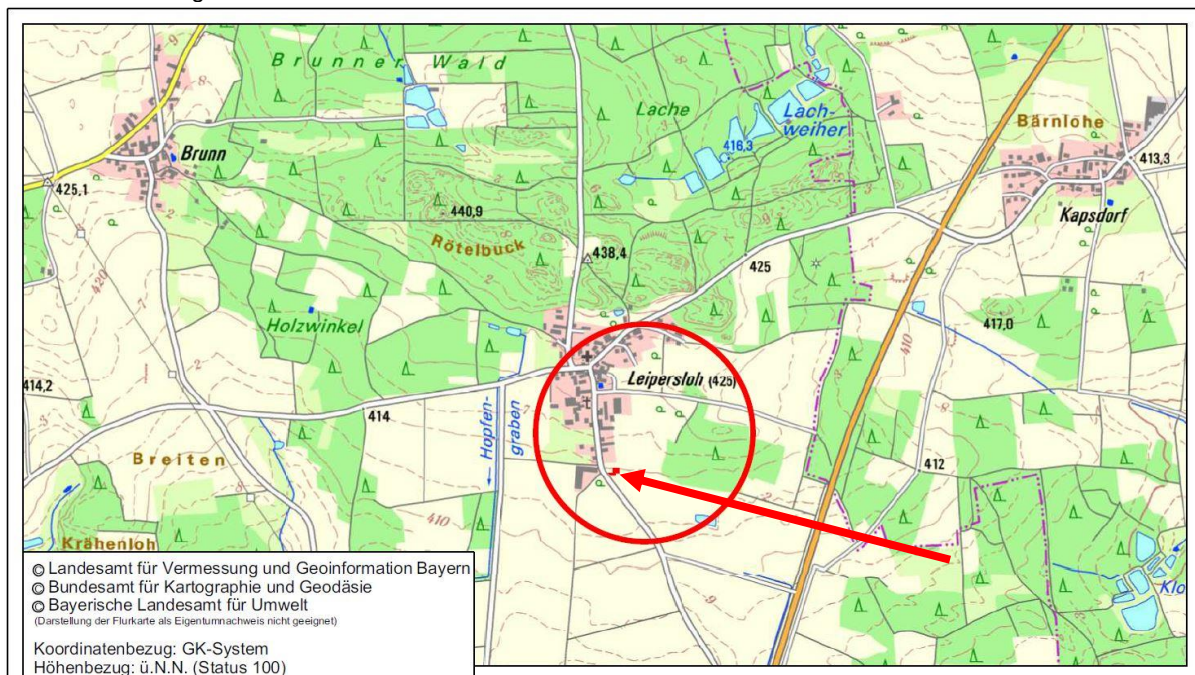 Brunner Wald
Lache
Lach-
weiher
416,3
Bärnlohe
413,3
Brunn
425,1
440,9
Kapsdorf
Rötelbuck
438,4
425
420
Holzwinkel
417,0
410
414,2
Leipersloh (425)
414
Hopfen-
graben
Breiten
412
410
Krähenloh
Klo
© Landesamt für Vermessung und Geoinformation Bayern
© Bundesamt für Kartographie und Geodäsie
© Bayerische Landesamt für Umwelt
(Darstellung der Flurkarte als Eigentumnachweis nicht geeignet)
Koordinatenbezug: GK-System
Höhenbezug: ü.N.N. (Status 100)